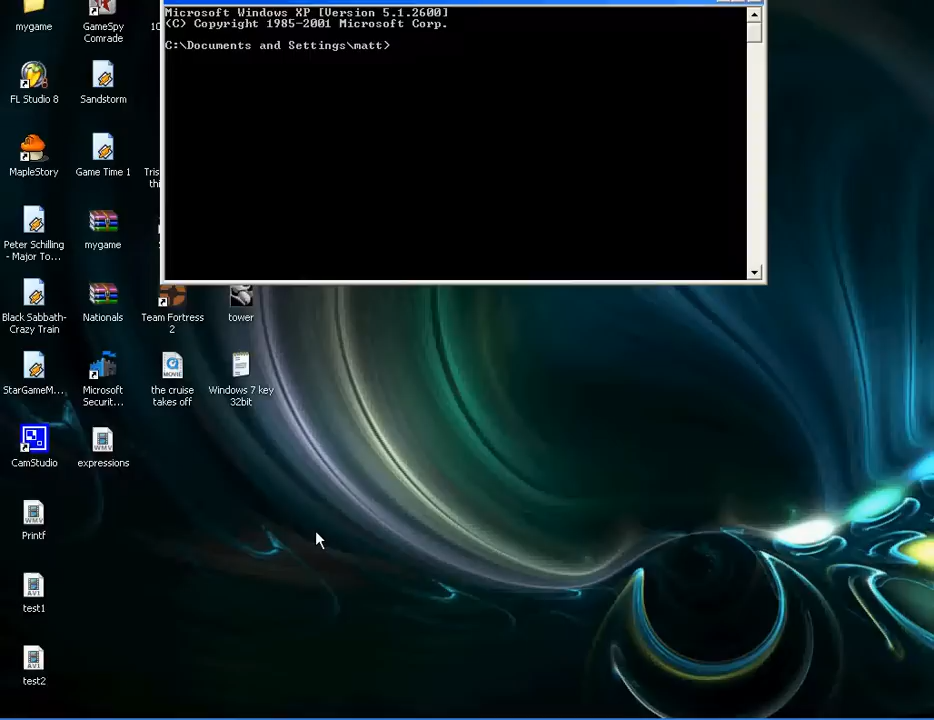 Microsoft Windows XP [Version 5.1.2600]
(C) Copyright 1985-2001 Microsoft Corp.
C:\Documents and Settings\matt>
mygame
GameSpy
Comrade
FL Studio 8
Sandstorm
MapleStory
Game Time 1
Peter Schilling
- Major To...
mygame
Black Sabbath-
Crazy Train
Nationals
Team Fortress
2
tower
StarGameM...
Microsoft
Securit...
the cruise
takes off
Windows 7 key
32bit
CamStudio
expressions
Printf
test1
test2